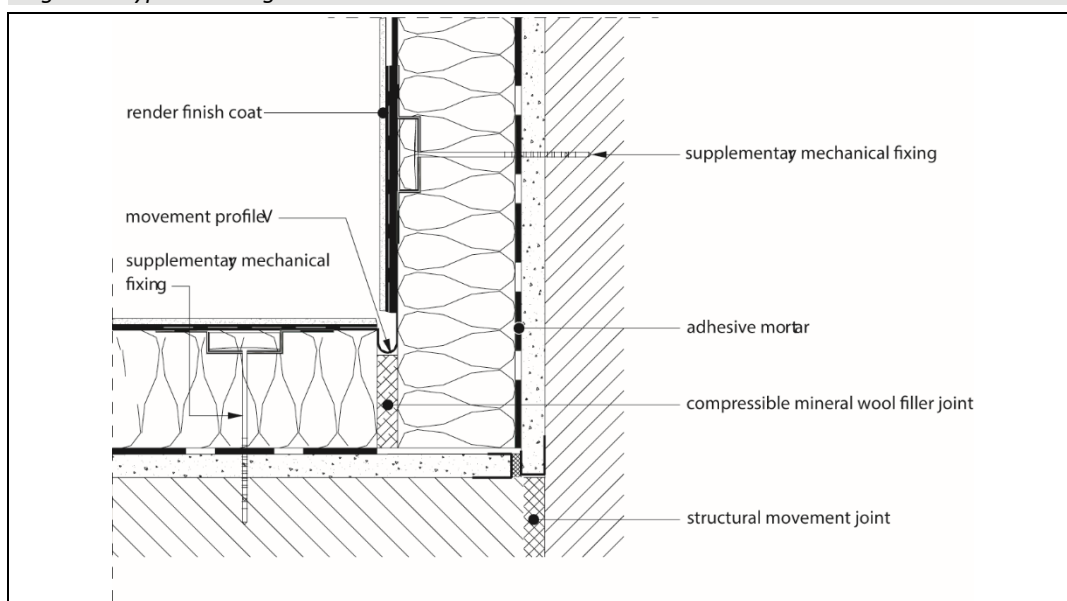 render finish coat
movement profileV
supplementay mechanical
fixing
supplementay mechanical fixing
adhesive mortar
compressible mineral wool filler joint
structural movement joint